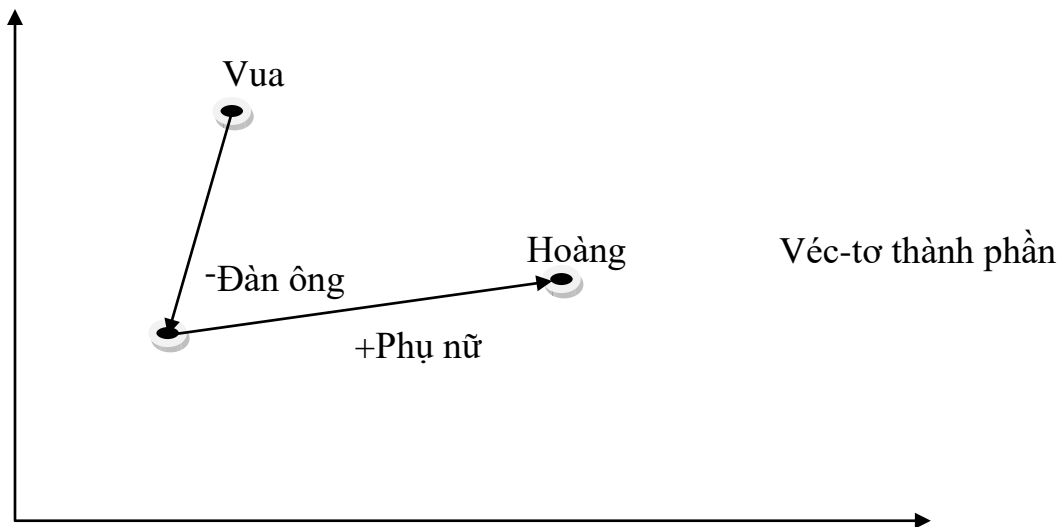 Vua
Hoàng
Véc-tơ thành phần
-Đàn ông
+Phụ nữ